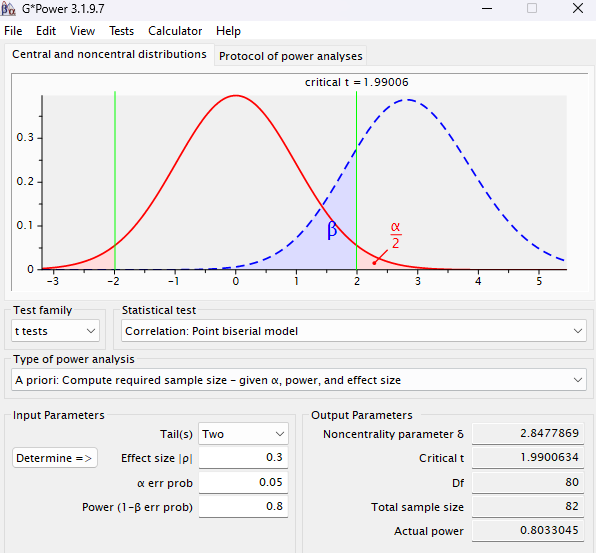 βα G*Power 3.1.9.7
File Edit View Tests Calculator Help
Central and noncentral distributions Protocol of power analyses
critical t = 1.99006
0.3
0.2
0.1
0
β
α
2
-3 -2 -1 0 1 2 3 4 5
Test family Statistical test
t tests Correlation: Point biserial model
Type of power analysis
A priori: Compute required sample size - given α, power, and effect size
Input Parameters Output Parameters
Tail(s) Two Noncentrality parameter δ 2.8477869
Determine => Effect size |ρ| 0.3 Critical t 1.9900634
α err prob 0.05 Df 80
Power (1-β err prob) 0.8 Total sample size 82
Actual power 0.8033045